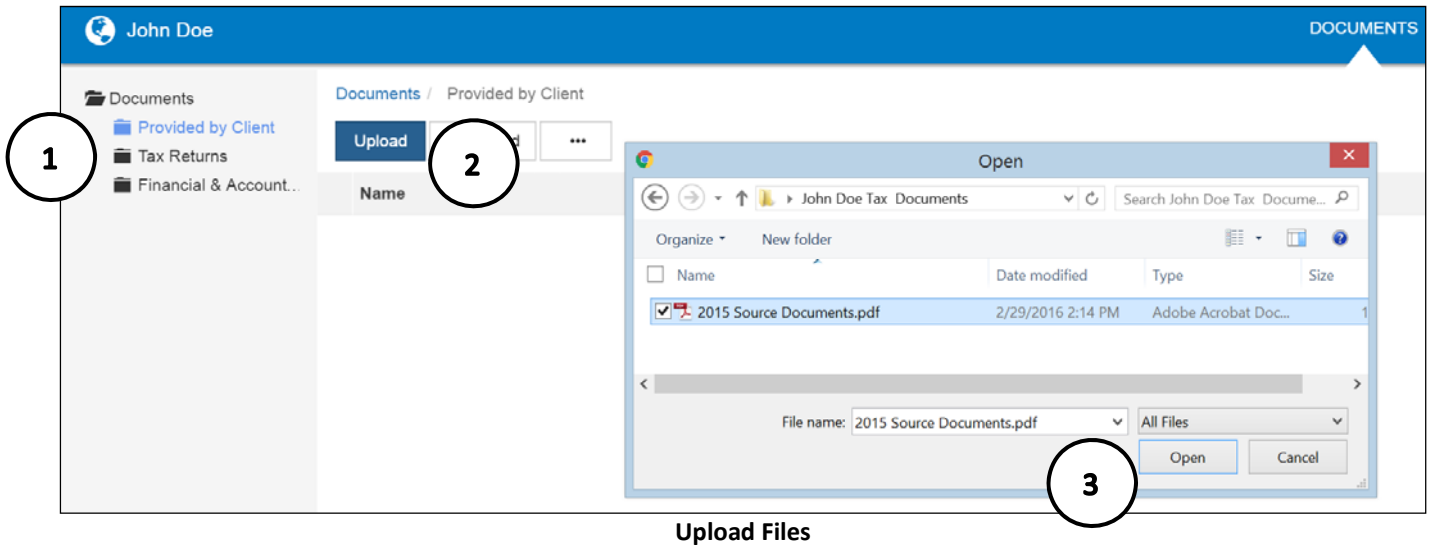 John Doe
DOCUMENTS
Documents
Provided by Client
Tax Returns
Financial & Account...
1
Documents / Provided by Client
Upload
2
•••
Name
Open
John Doe Tax Documents
Search John Doe Tax Docume...
Organize
New folder
Name Date modified Type Size
2015 Source Documents.pdf 2/29/2016 2:14 PM Adobe Acrobat Doc... 1
File name: 2015 Source Documents.pdf All Files
Open Cancel
3
Upload Files